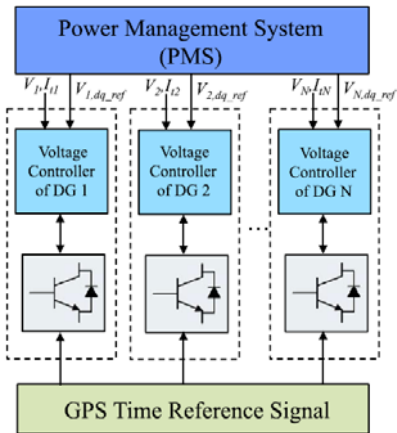 Power Management System
(PMS)
V1,It1 V1,dq_ref V2,It2 V2,dq_ref VN,ItN VN,dq_ref
Voltage
Controller
of DG 1
Voltage
Controller
of DG 2
...
Voltage
Controller
of DG N
GPS Time Reference Signal